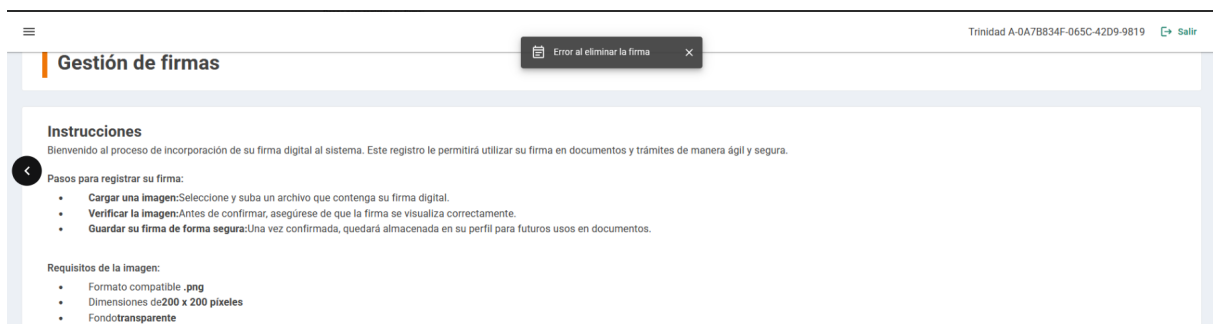 Trinidad A-0A7B834F-065C-42D9-9819 Salir
Error al eliminar la firma
Gestión de firmas
Instrucciones
Bienvenido al proceso de incorporación de su firma digital al sistema. Este registro le permitirá utilizar su firma en documentos y trámites de manera ágil y segura.
Pasos para registrar su firma:
• Cargar una imagen:Seleccione y suba un archivo que contenga su firma digital.
• Verificar la imagen:Antes de confirmar, asegúrese de que la firma se visualiza correctamente.
• Guardar su firma de forma segura:Una vez confirmada, quedará almacenada en su perfil para futuros usos en documentos.
Requisitos de la imagen:
• Formato compatible .png
• Dimensiones de200 x 200 píxeles
• Fondotransparente